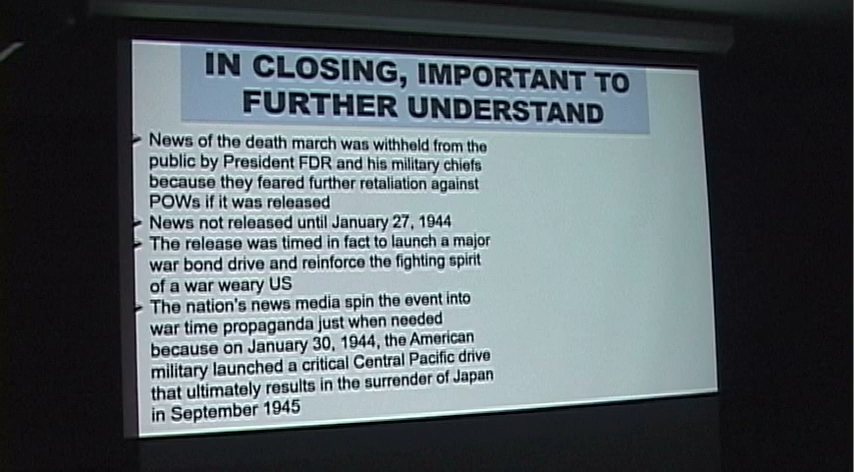 IN CLOSING, IMPORTANT TO
FURTHER UNDERSTAND
News of the death march was withheld from the
public by President FDR and his military chiefs
because they feared further retaliation against
POWs if it was released
News not released until January 27, 1944
The release was timed in fact to launch a major
war bond drive and reinforce the fighting spirit
of a war weary US
The nation's news media spin the event into
war time propaganda just when needed
because on January 30, 1944, the American
military launched a critical Central Pacific drive
that ultimately results in the surrender of Japan
in September 1945